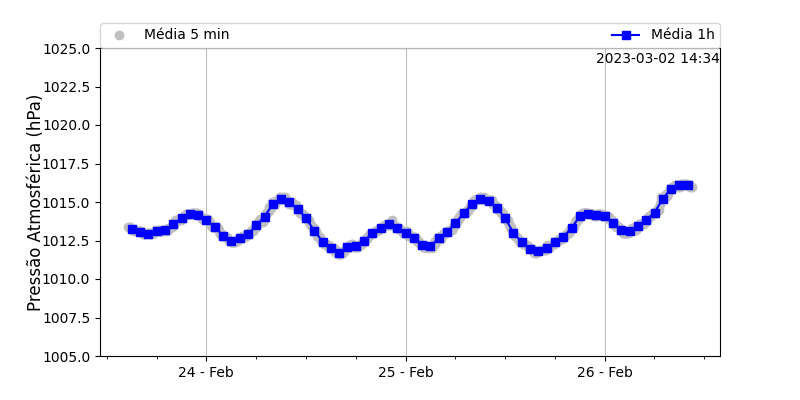 Média 5 min
Média 1h
2023-03-02 14:34
Pressão Atmosférica (hPa)
1025.0
1022.5
1020.0
1017.5
1015.0
1012.5
1010.0
1007.5
1005.0
24 - Feb
25 - Feb
26 - Feb